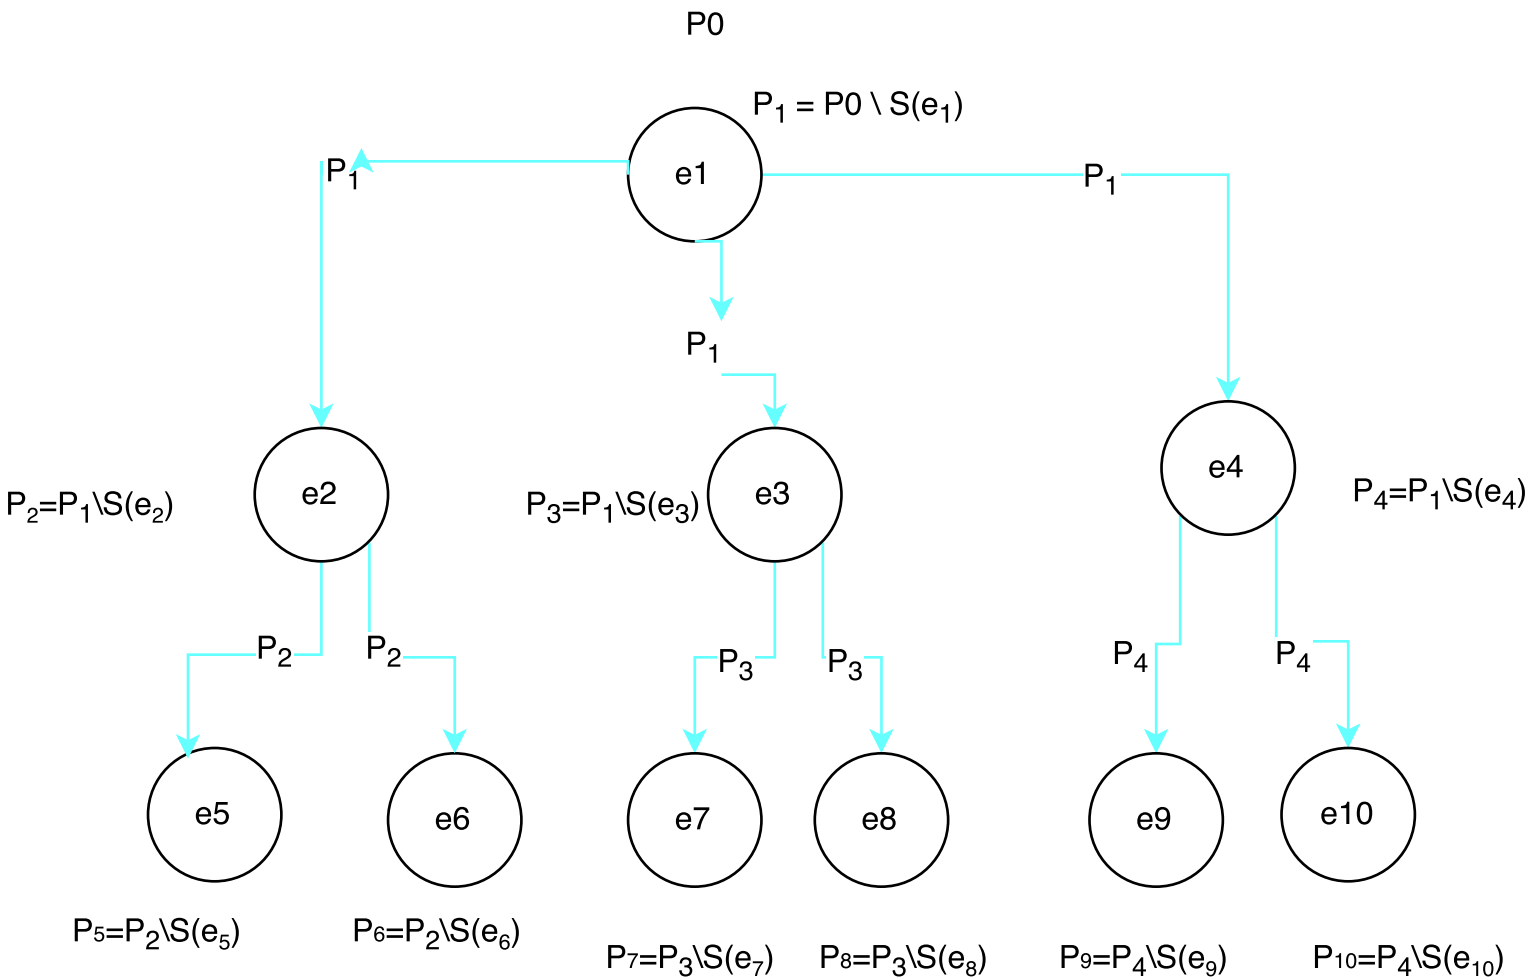 P0
P₁ = P0 \ S(e₁)
e1
P₁
P₁
P₁
e2
e3
e4
P₂=P₁\S(e₂)
P₃=P₁\S(e₃)
P₄=P₁\S(e₄)
P₂
P₂
P₃
P₃
P₄
P₄
e5
e6
e7
e8
e9
e10
P₅=P₂\S(e₅)
P₆=P₂\S(e₆)
P₇=P₃\S(e₇)
P₈=P₃\S(e₈)
P₉=P₄\S(e₉)
P₁₀=P₄\S(e₁₀)